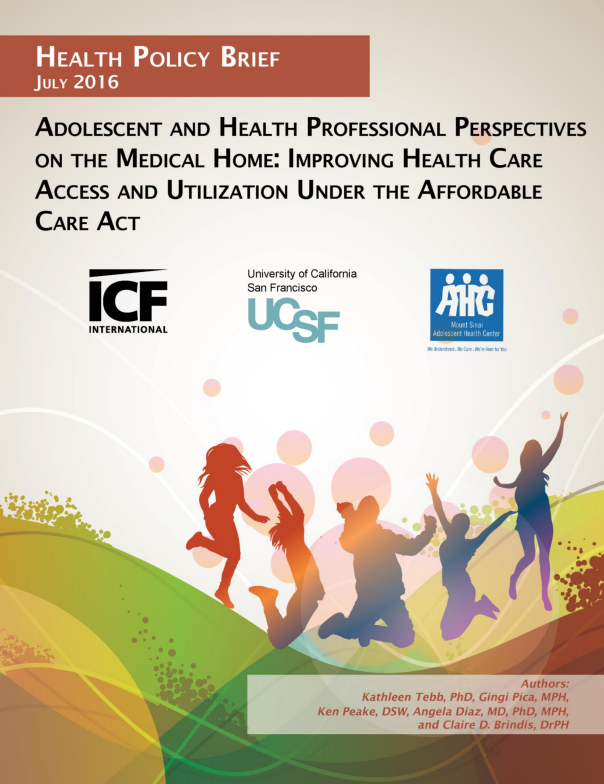 Health Policy Brief
July 2016
Adolescent and Health Professional Perspectives
on the Medical Home: Improving Health Care
Access and Utilization Under the Affordable
Care Act
ICF
INTERNATIONAL
University of California
San Francisco
UCSF
AHC
Mount Sinai
Adolescent Health Center
We Understand . We Care . We're Here for You
Authors:
Kathleen Tebb, PhD, Gingi Pica, MPH,
Ken Peake, DSW, Angela Diaz, MD, PhD, MPH,
and Claire D. Brindis, DrPH